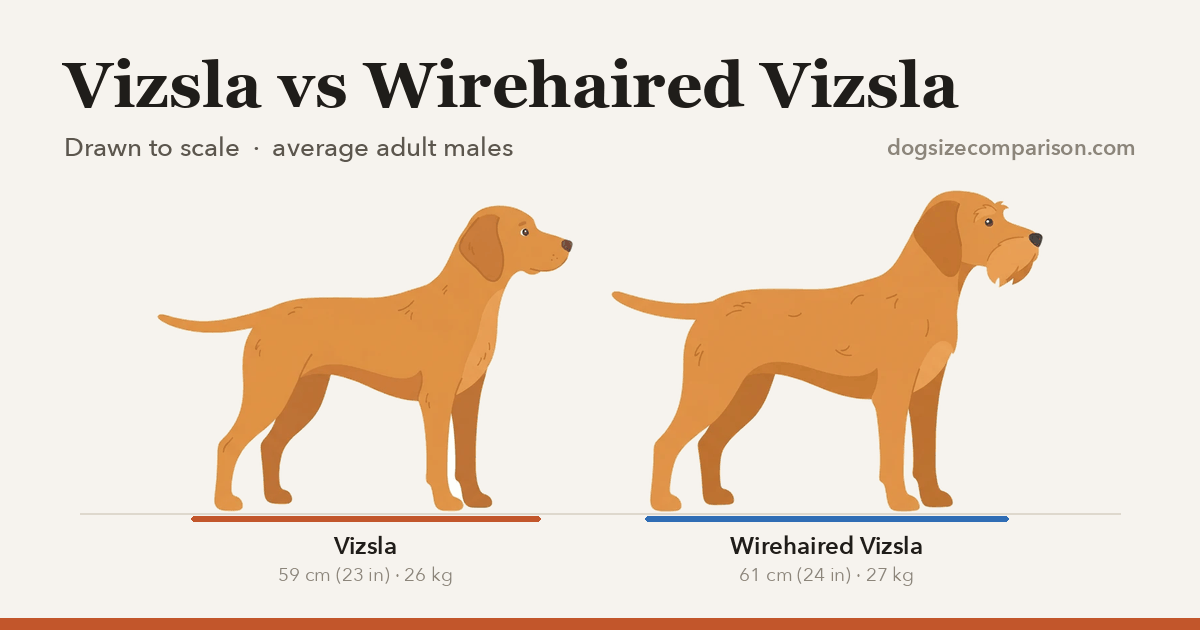 Vizsla vs Wirehaired Vizsla
Drawn to scale · average adult males
dogsizecomparison.com
Vizsla
59 cm (23 in) · 26 kg
Wirehaired Vizsla
61 cm (24 in) · 27 kg